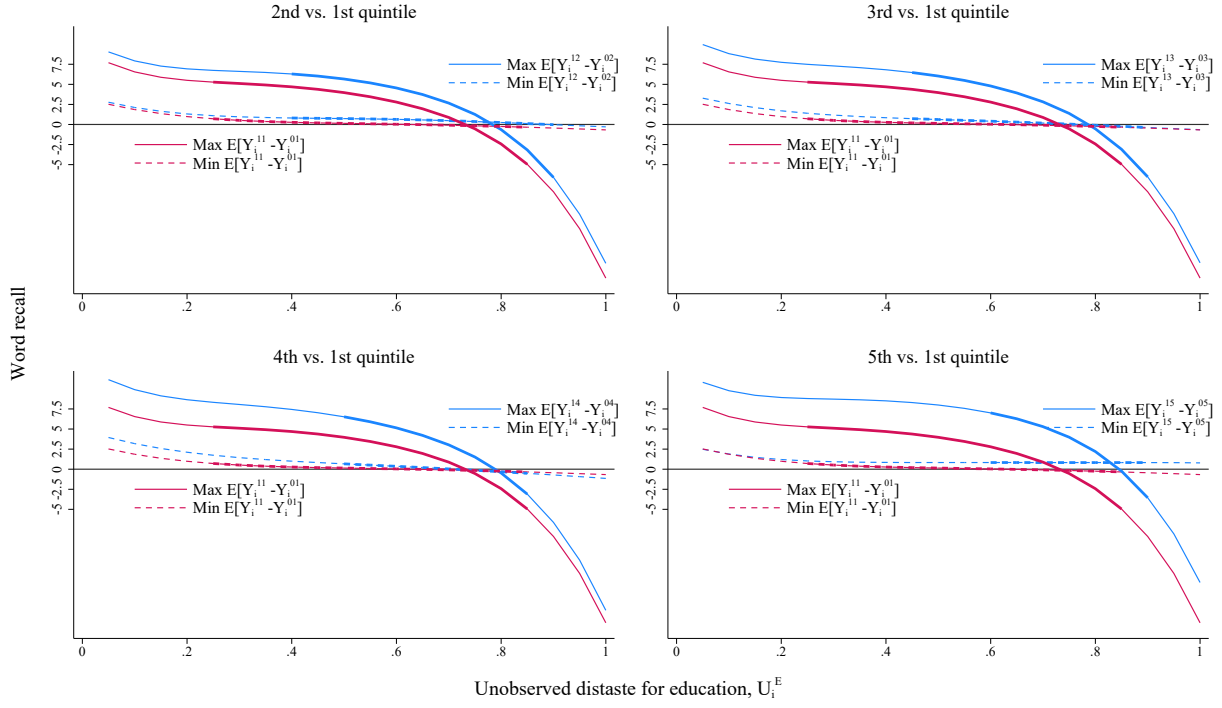 2nd vs. 1st quintile
7.5
5
2.5
0
-2.5
-5
Max E[Y_i^12 -Y_i^02]
Min E[Y_i^12 -Y_i^02]
Max E[Y_i^11 -Y_i^01]
Min E[Y_i^11 -Y_i^01]
0 .2 .4 .6 .8 1
3rd vs. 1st quintile
7.5
5
2.5
0
-2.5
-5
Max E[Y_i^13 -Y_i^03]
Min E[Y_i^13 -Y_i^03]
Max E[Y_i^11 -Y_i^01]
Min E[Y_i^11 -Y_i^01]
0 .2 .4 .6 .8 1
Word recall
4th vs. 1st quintile
7.5
5
2.5
0
-2.5
-5
Max E[Y_i^14 -Y_i^04]
Min E[Y_i^14 -Y_i^04]
Max E[Y_i^11 -Y_i^01]
Min E[Y_i^11 -Y_i^01]
0 .2 .4 .6 .8 1
5th vs. 1st quintile
7.5
5
2.5
0
-2.5
-5
Max E[Y_i^15 -Y_i^05]
Min E[Y_i^15 -Y_i^05]
Max E[Y_i^11 -Y_i^01]
Min E[Y_i^11 -Y_i^01]
0 .2 .4 .6 .8 1
Unobserved distaste for education, U_i^E